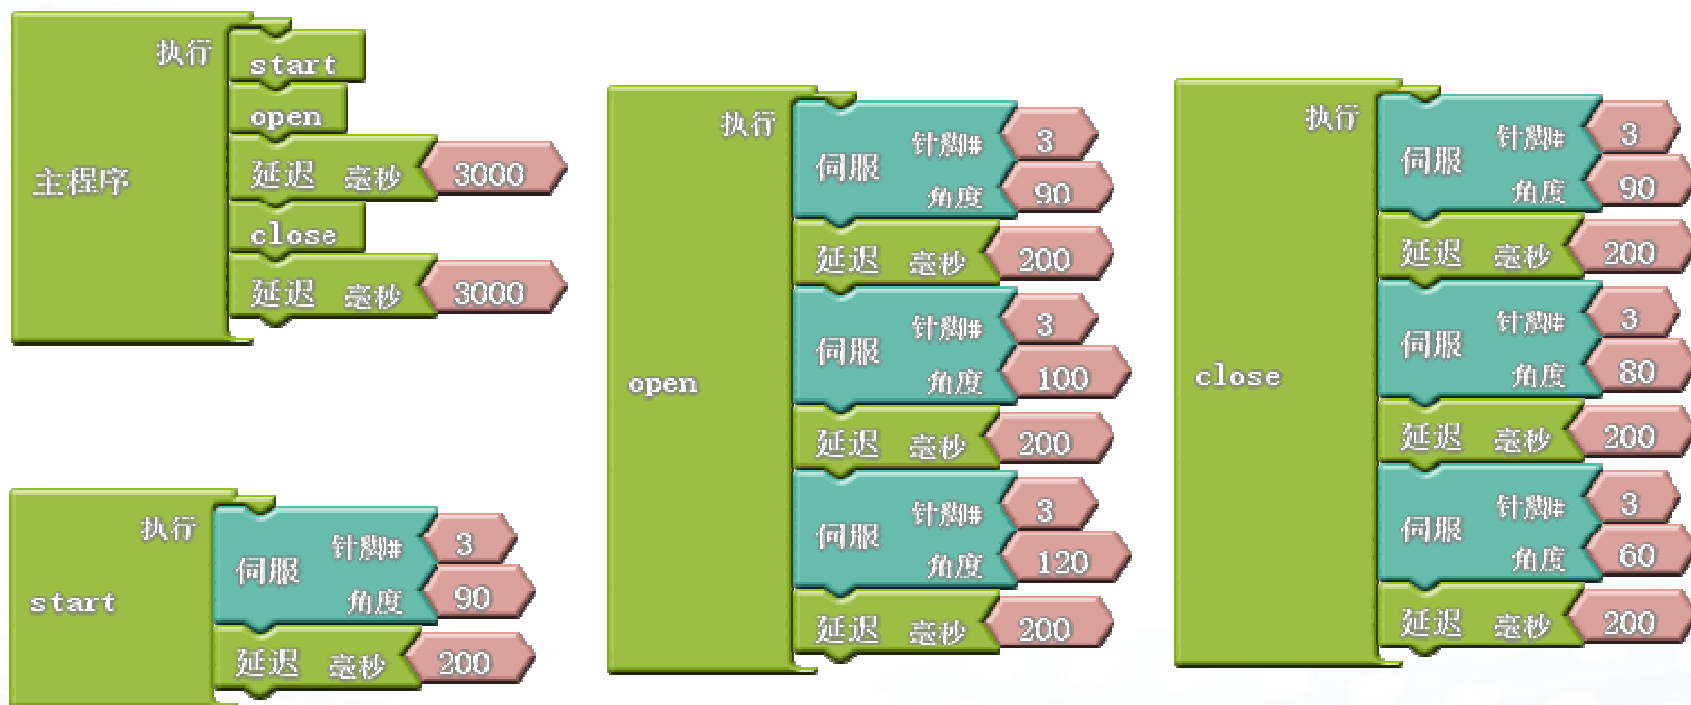 主程序
执行
start
open
延迟 毫秒 3000
close
延迟 毫秒 3000
start
执行
伺服
针脚# 3
角度 90
延迟 毫秒 200
open
执行
伺服
针脚# 3
角度 90
延迟 毫秒 200
伺服
针脚# 3
角度 100
延迟 毫秒 200
伺服
针脚# 3
角度 120
延迟 毫秒 200
close
执行
伺服
针脚# 3
角度 90
延迟 毫秒 200
伺服
针脚# 3
角度 80
延迟 毫秒 200
伺服
针脚# 3
角度 60
延迟 毫秒 200